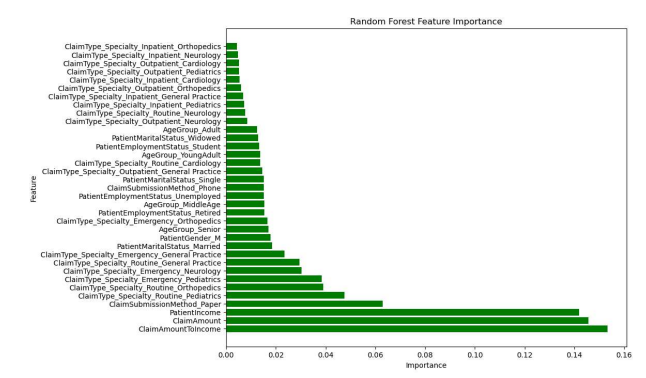 Random Forest Feature Importance
ClaimType_Specialty_Inpatient_Orthopedics
ClaimType_Specialty_Inpatient_Neurology
ClaimType_Specialty_Outpatient_Cardiology
ClaimType_Specialty_Outpatient_Pediatrics
ClaimType_Specialty_Inpatient_Cardiology
ClaimType_Specialty_Outpatient_Orthopedics
ClaimType_Specialty_Inpatient_General Practice
ClaimType_Specialty_Inpatient_Pediatrics
ClaimType_Specialty_Routine_Neurology
ClaimType_Specialty_Outpatient_Neurology
AgeGroup_Adult
PatientMaritalStatus_Widowed
PatientEmploymentStatus_Student
AgeGroup_YoungAdult
ClaimType_Specialty_Routine_Cardiology
ClaimType_Specialty_Outpatient_General Practice
PatientMaritalStatus_Single
ClaimSubmissionMethod_Phone
PatientEmploymentStatus_Unemployed
AgeGroup_MiddleAge
PatientEmploymentStatus_Retired
ClaimType_Specialty_Emergency_Orthopedics
AgeGroup_Senior
PatientGender_M
PatientMaritalStatus_Married
ClaimType_Specialty_Emergency_General Practice
ClaimType_Specialty_Routine_General Practice
ClaimType_Specialty_Emergency_Neurology
ClaimType_Specialty_Emergency_Pediatrics
ClaimType_Specialty_Routine_Orthopedics
ClaimType_Specialty_Routine_Pediatrics
ClaimSubmissionMethod_Paper
PatientIncome
ClaimAmount
ClaimAmountToIncome
Feature
0.00 0.02 0.04 0.06 0.08 0.10 0.12 0.14 0.16
Importance